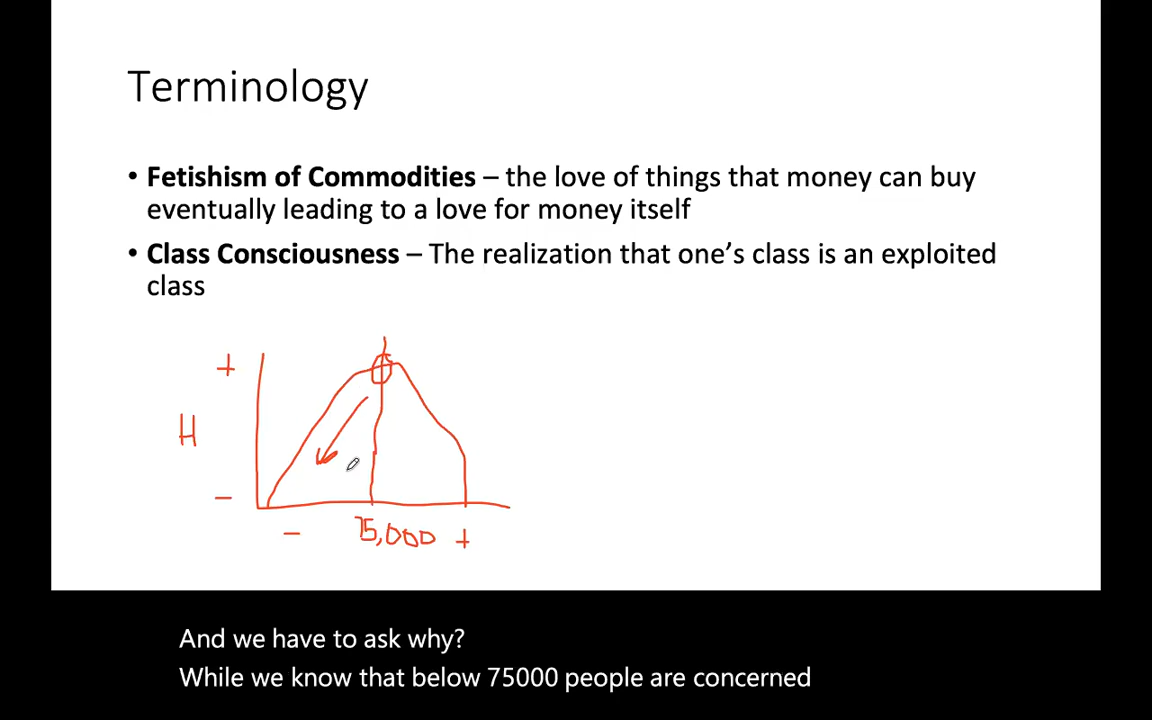 Terminology
• Fetishism of Commodities – the love of things that money can buy
eventually leading to a love for money itself
• Class Consciousness – The realization that one's class is an exploited
class
+
H
–
– 75,000 +
And we have to ask why?
While we know that below 75000 people are concerned